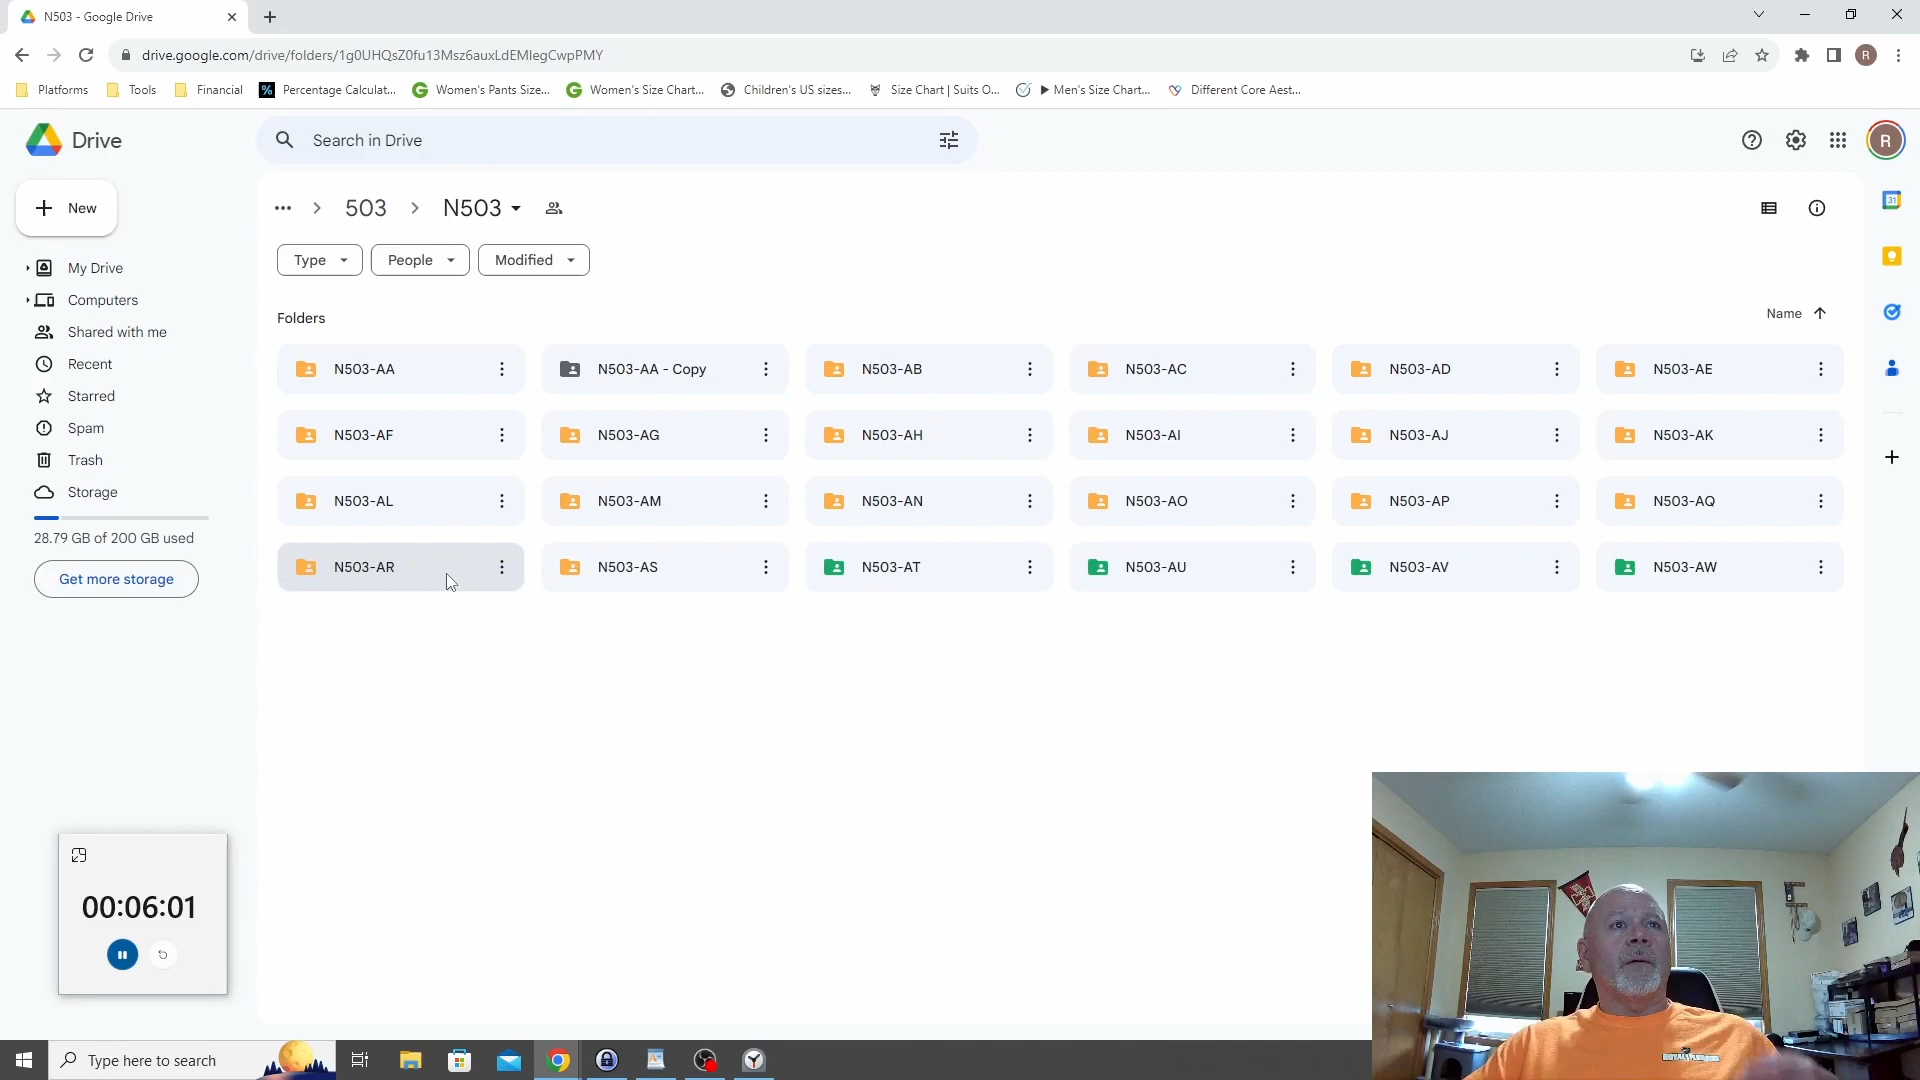 N503 - Google Drive
drive.google.com/drive/folders/1g0UHQsZ0fu13Msz6auxLdEMIegCwpPMY
R
Platforms
Tools
Financial
%
Percentage Calculat...
Women's Pants Size...
Women's Size Chart...
Children's US sizes...
Size Chart | Suits O...
▶ Men's Size Chart...
Different Core Aest...
Drive
Search in Drive
R
New
503
N503
31
Type
People
Modified
My Drive
Computers
Shared with me
Recent
Starred
Spam
Trash
Storage
28.79 GB of 200 GB used
Get more storage
Folders
Name
N503-AA
N503-AA - Copy
N503-AB
N503-AC
N503-AD
N503-AE
N503-AF
N503-AG
N503-AH
N503-AI
N503-AJ
N503-AK
N503-AL
N503-AM
N503-AN
N503-AO
N503-AP
N503-AQ
N503-AR
N503-AS
N503-AT
N503-AU
N503-AV
N503-AW
00:06:01
Type here to search